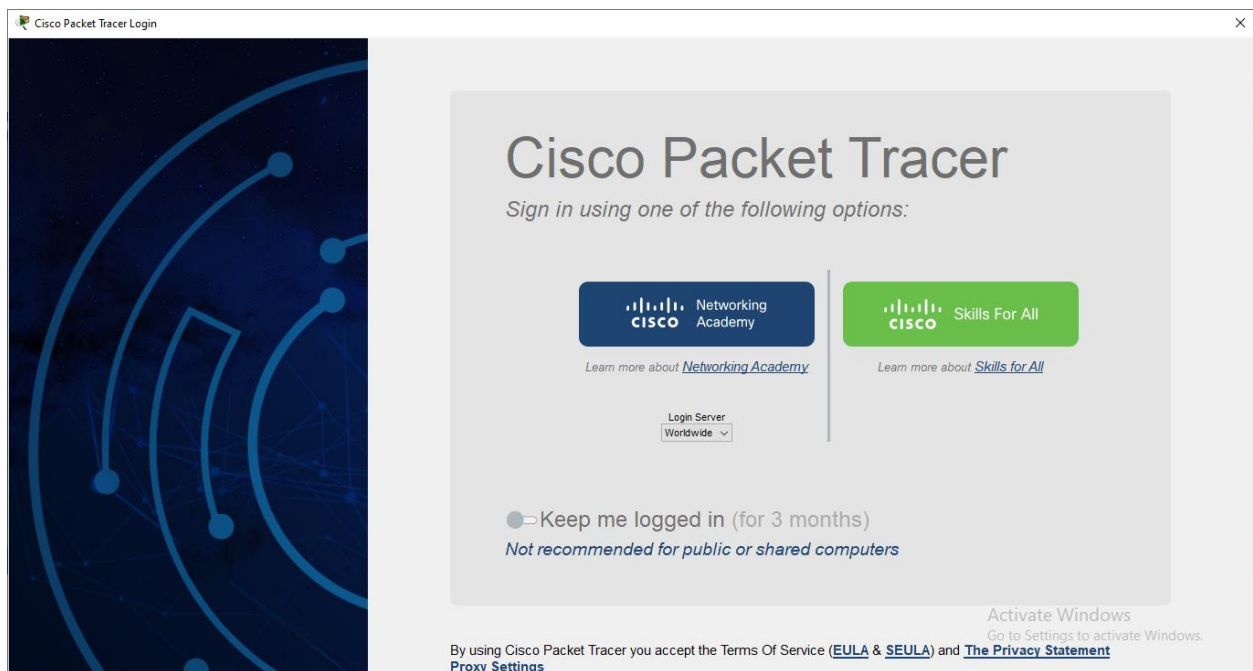 Cisco Packet Tracer Login
Cisco Packet Tracer
Sign in using one of the following options:
CISCO Networking Academy
Learn more about Networking Academy
Login Server
Worldwide
CISCO Skills For All
Learn more about Skills for All
Keep me logged in (for 3 months)
Not recommended for public or shared computers
Activate Windows
Go to Settings to activate Windows.
By using Cisco Packet Tracer you accept the Terms Of Service (EULA & SEULA) and The Privacy Statement
Proxy Settings